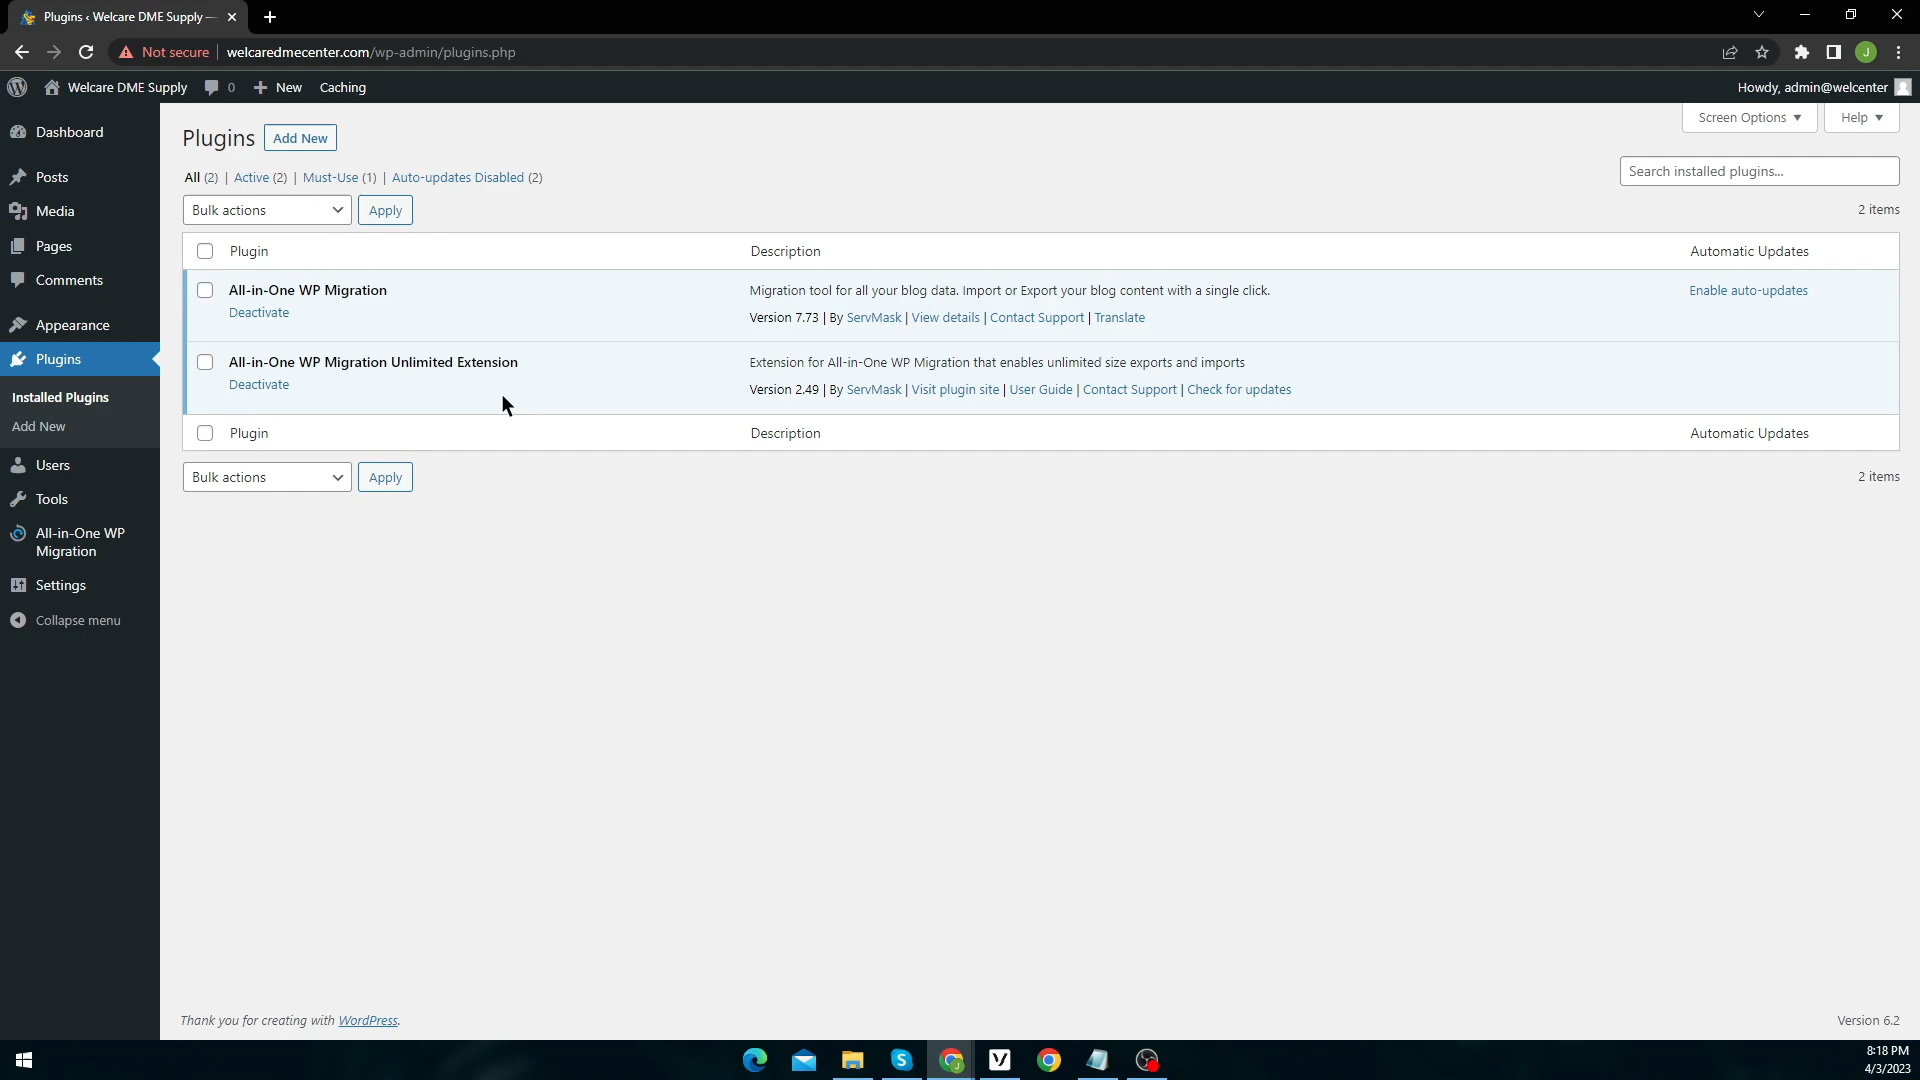 Plugins ‹ Welcare DME Supply —
Not secure
welcaredmecenter.com/wp-admin/plugins.php
J
Welcare DME Supply
0
New
Caching
Howdy, admin@welcenter
Dashboard
Posts
Media
Pages
Comments
Appearance
Plugins
Installed Plugins
Add New
Users
Tools
All-in-One WP
Migration
Settings
Collapse menu
Screen Options
Help
Plugins
Add New
All (2) | Active (2) | Must-Use (1) | Auto-updates Disabled (2)
Search installed plugins...
Bulk actions
Apply
2 items
Plugin
Description
Automatic Updates
All-in-One WP Migration
Deactivate
Migration tool for all your blog data. Import or Export your blog content with a single click.
Version 7.73 | By ServMask | View details | Contact Support | Translate
Enable auto-updates
All-in-One WP Migration Unlimited Extension
Deactivate
Extension for All-in-One WP Migration that enables unlimited size exports and imports
Version 2.49 | By ServMask | Visit plugin site | User Guide | Contact Support | Check for updates
Plugin
Description
Automatic Updates
Bulk actions
Apply
2 items
Thank you for creating with WordPress.
Version 6.2
8:18 PM
4/3/2023